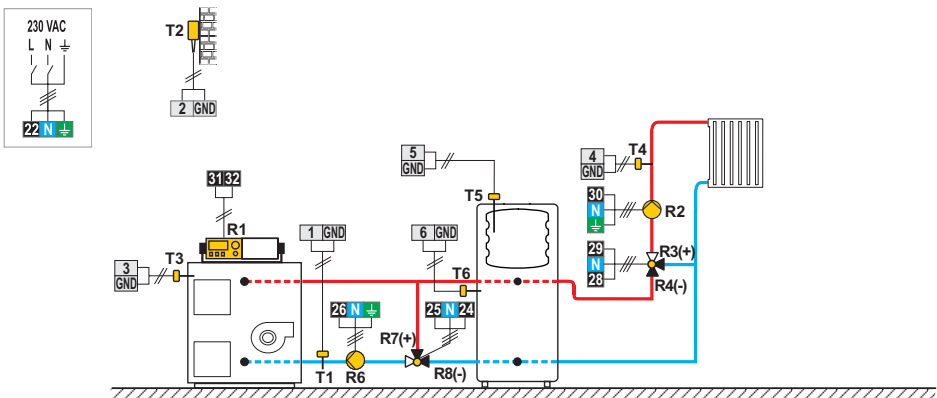 230 VAC
L N
22 N
T2
2 GND
5
GND
T5
4
GND
T4
30
N
R2
31 32
R1
1 GND
6 GND
29
N
28
R3(+)
R4(-)
3
GND
T3
T6
26 N
25 N 24
R7(+)
T1
R6
R8(-)